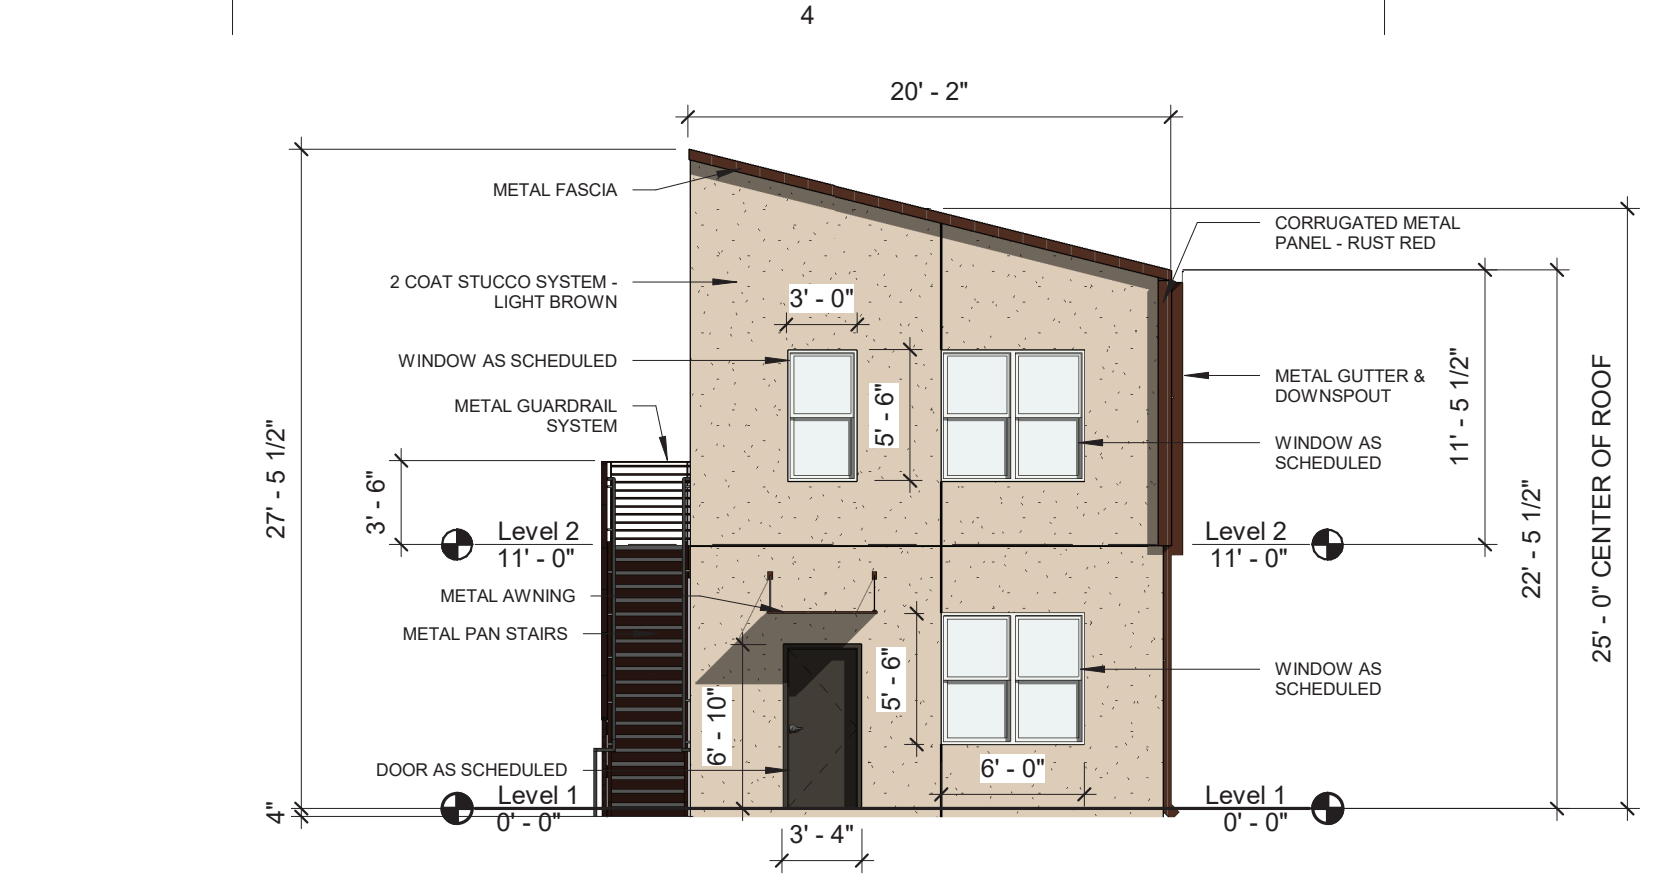 4
20' - 2"
METAL FASCIA
CORRUGATED METAL
PANEL - RUST RED
2 COAT STUCCO SYSTEM -
LIGHT BROWN
3' - 0"
WINDOW AS SCHEDULED
METAL GUTTER &
DOWNSPOUT
METAL GUARDRAIL
SYSTEM
5' - 6"
WINDOW AS
SCHEDULED
11' - 5 1/2"
27' - 5 1/2"
3' - 6"
22' - 5 1/2"
25' - 0" CENTER OF ROOF
Level 2
11' - 0"
Level 2
11' - 0"
METAL AWNING
METAL PAN STAIRS
5' - 6"
WINDOW AS
SCHEDULED
6' - 10"
6' - 0"
DOOR AS SCHEDULED
Level 1
0' - 0"
Level 1
0' - 0"
4"
3' - 4"